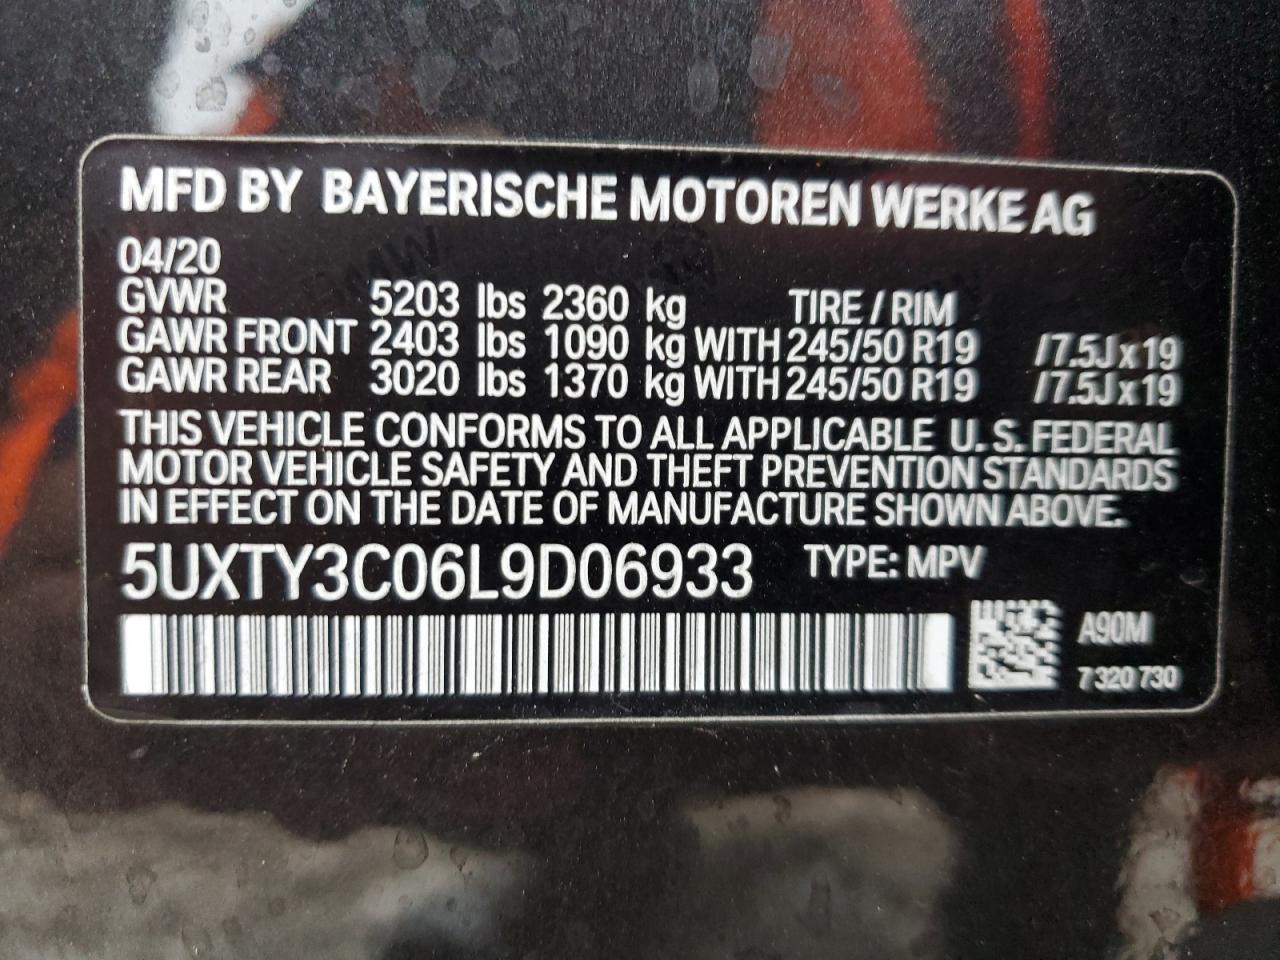 MFD BY BAYERISCHE MOTOREN WERKE AG
04/20
GVWR 5203 lbs 2360 kg TIRE / RIM
GAWR FRONT 2403 lbs 1090 kg WITH 245/50 R19 /7.5J x 19
GAWR REAR 3020 lbs 1370 kg WITH 245/50 R19 /7.5J x 19
THIS VEHICLE CONFORMS TO ALL APPLICABLE U.S. FEDERAL
MOTOR VEHICLE SAFETY AND THEFT PREVENTION STANDARDS
IN EFFECT ON THE DATE OF MANUFACTURE SHOWN ABOVE.
5UXTY3C06L9D06933 TYPE: MPV
A90M
7 320 730